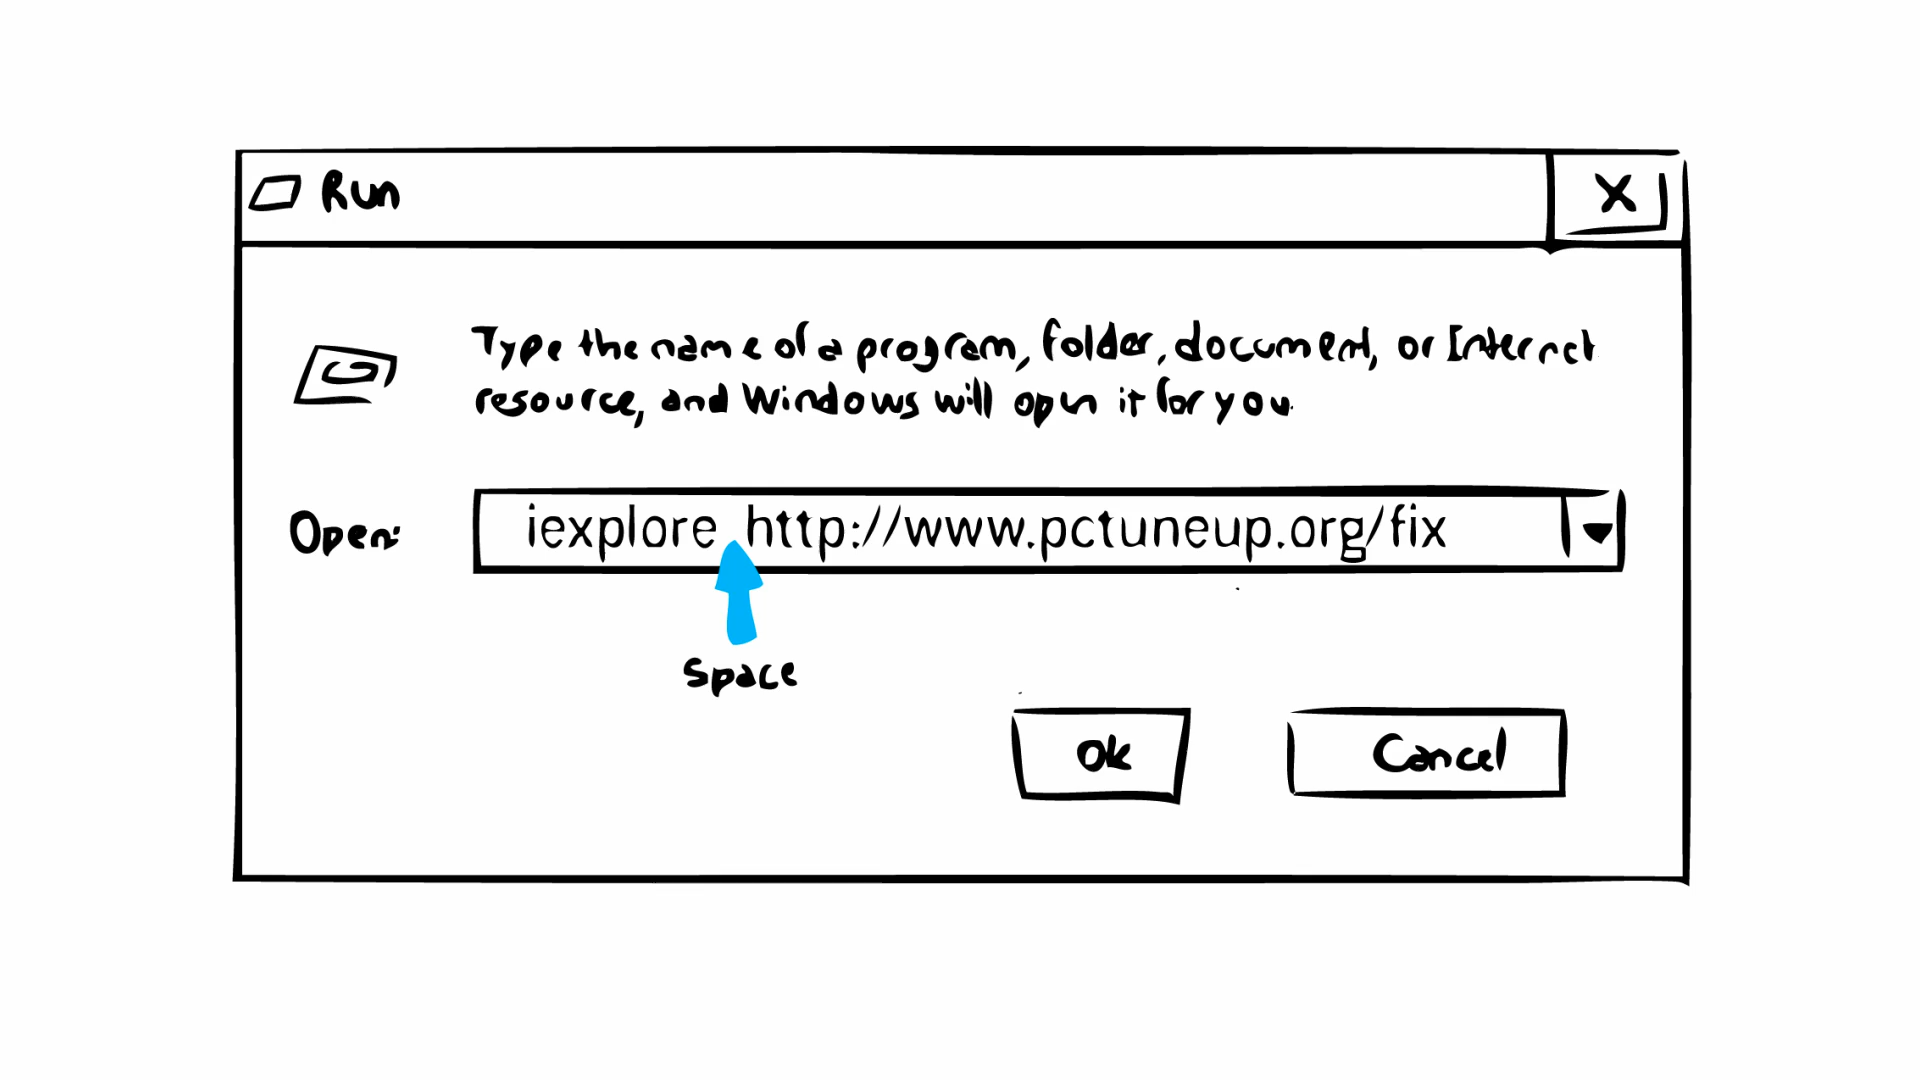 Run
X
Type the name of a program, folder, document, or Internet
resource, and Windows will open it for you.
Open: iexplore http://www.pctuneup.org/fix
Space
Ok Cancel